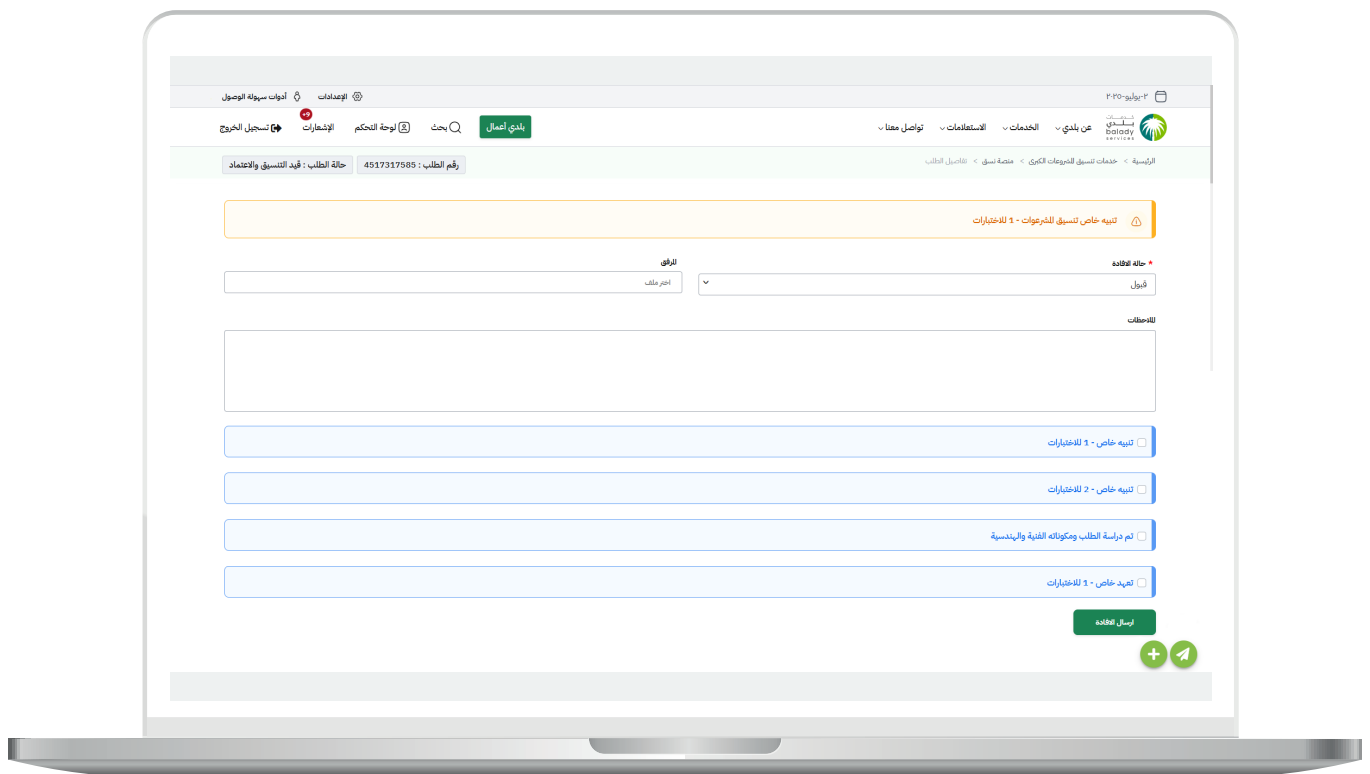 ٢-يوليو-٢٠٢٥
الإعدادات
أدوات سهولة الوصول
خدمات
بلدي
balady
services
عن بلدي
الخدمات
الاستعلامات
تواصل معنا
بلدي أعمال
بحث
لوحة التحكم
الإشعارات
+9
تسجيل الخروج
الرئيسية > خدمات تنسيق المشروعات الكبرى > منصة نسق > تفاصيل الطلب
رقم الطلب : 4517317585
حالة الطلب : قيد التنسيق والاعتماد
تنبيه خاص تنسيق المشرعوات - 1 للاختبارات
* حالة الافادة
قبول
المرفق
اختر ملف
الملاحظات
تنبيه خاص - 1 للاختبارات
تنبيه خاص - 2 للاختبارات
تم دراسة الطلب ومكوناته الفنية والهندسية
تعهد خاص - 1 للاختبارات
ارسال الافادة